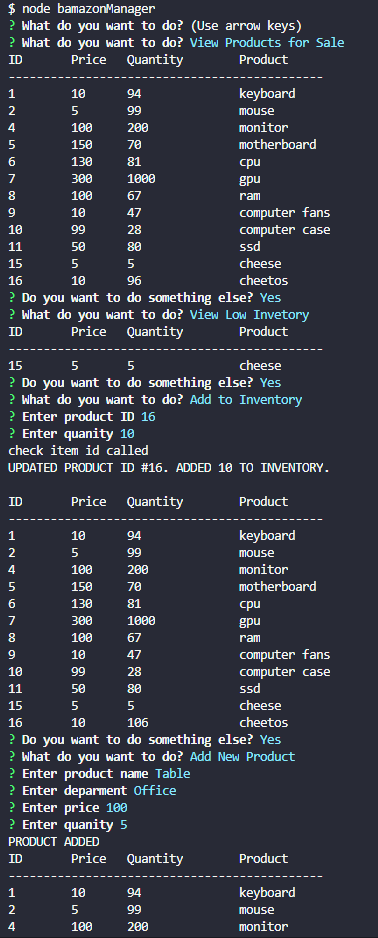 $ node bamazonManager
? What do you want to do? (Use arrow keys)
? What do you want to do? View Products for Sale
ID Price Quantity Product
---------------------------------------------
1 10 94 keyboard
2 5 99 mouse
4 100 200 monitor
5 150 70 motherboard
6 130 81 cpu
7 300 1000 gpu
8 100 67 ram
9 10 47 computer fans
10 99 28 computer case
11 50 80 ssd
15 5 5 cheese
16 10 96 cheetos
? Do you want to do something else? Yes
? What do you want to do? View Low Invetory
ID Price Quantity Product
---------------------------------------------
15 5 5 cheese
? Do you want to do something else? Yes
? What do you want to do? Add to Inventory
? Enter product ID 16
? Enter quanity 10
check item id called
UPDATED PRODUCT ID #16. ADDED 10 TO INVENTORY.
ID Price Quantity Product
---------------------------------------------
1 10 94 keyboard
2 5 99 mouse
4 100 200 monitor
5 150 70 motherboard
6 130 81 cpu
7 300 1000 gpu
8 100 67 ram
9 10 47 computer fans
10 99 28 computer case
11 50 80 ssd
15 5 5 cheese
16 10 106 cheetos
? Do you want to do something else? Yes
? What do you want to do? Add New Product
? Enter product name Table
? Enter deparment Office
? Enter price 100
? Enter quanity 5
PRODUCT ADDED
ID Price Quantity Product
---------------------------------------------
1 10 94 keyboard
2 5 99 mouse
4 100 200 monitor